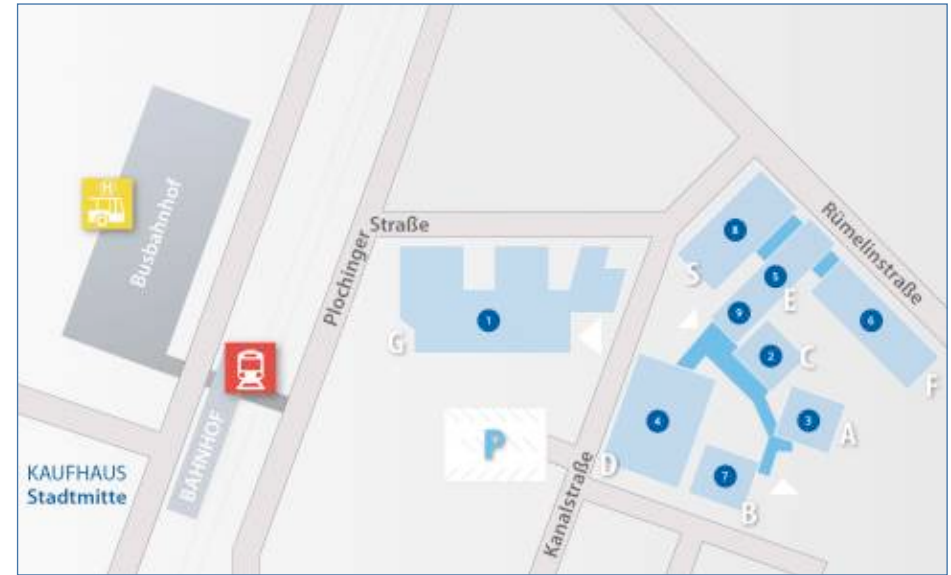 H
Busbahnhof
BAHNHOF
KAUFHAUS
Stadtmitte
Plochinger
Straße
Kanalstraße
Rümelinstraße
P
1
G
8
S
5
E
9
6
F
2
C
3
A
4
D
7
B